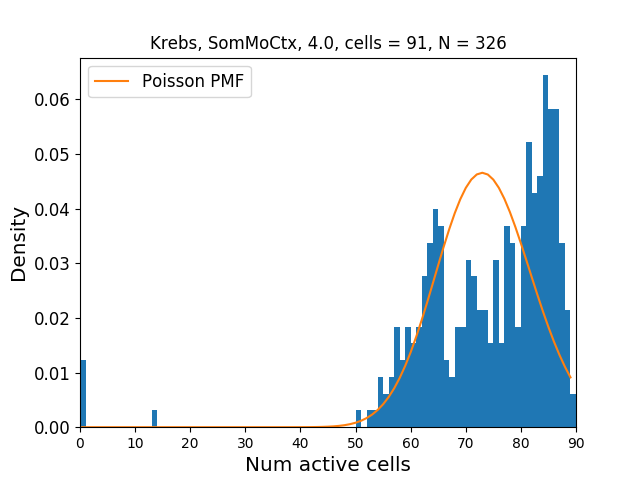 Krebs, SomMoCtx, 4.0, cells = 91, N = 326
Poisson PMF
Density
0.06
0.05
0.04
0.03
0.02
0.01
0.00
0 10 20 30 40 50 60 70 80 90
Num active cells